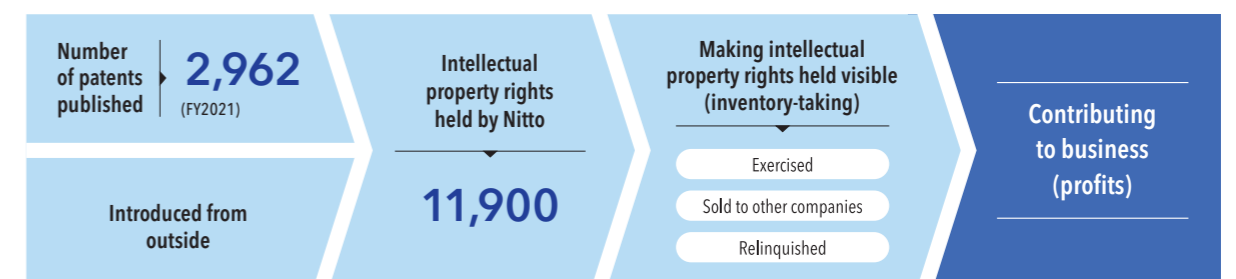 Number
of patents
published
2,962
(FY2021)
Introduced from
outside
Intellectual
property rights
held by Nitto
11,900
Making intellectual
property rights held visible
(inventory-taking)
Exercised
Sold to other companies
Relinquished
Contributing
to business
(profits)